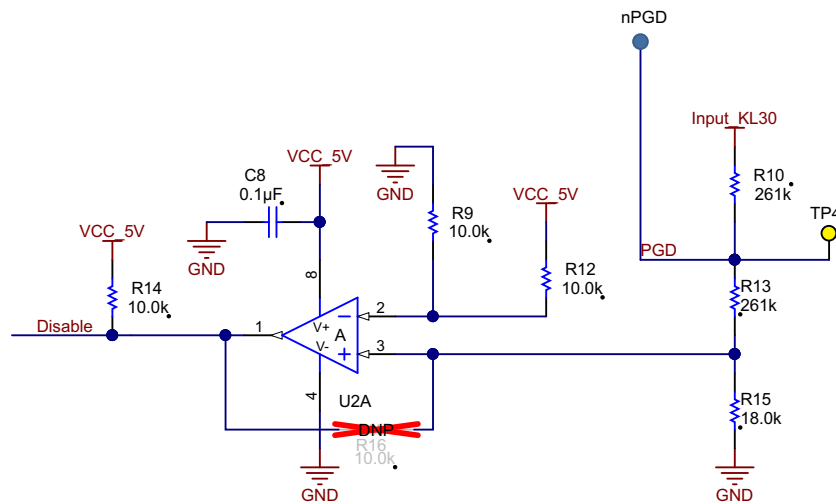 nPGD
Input_KL30
R10
261k
TP4
PGD
R13
261k
R15
18.0k
GND
VCC_5V
C8
0.1µF
GND
GND
R9
10.0k
VCC_5V
R12
10.0k
VCC_5V
R14
10.0k
Disable
1
8
V+
V-
A
2
3
4
U2A
DNP
R16
10.0k
GND